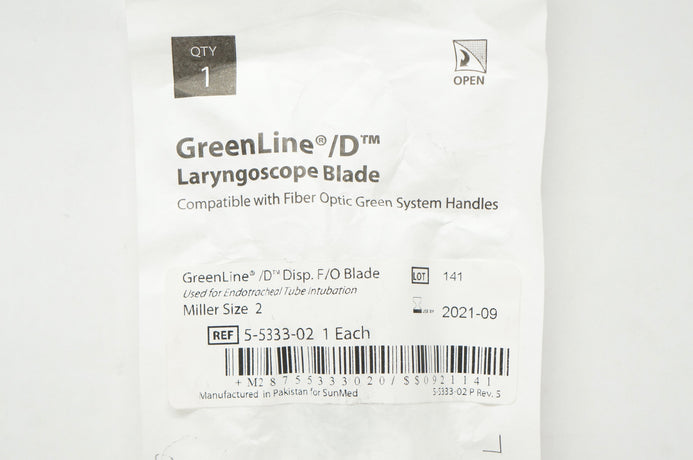 QTY
1
OPEN
GreenLine®/D™
Laryngoscope Blade
Compatible with Fiber Optic Green System Handles
GreenLine® /D™ Disp. F/O Blade
LOT 141
Used for Endotracheal Tube Intubation
Miller Size 2
USE BY 2021-09
REF 5-5333-02 1 Each
+M28755333020/$$0921141
Manufactured in Pakistan for SunMed
5-5333-02 P Rev. 5